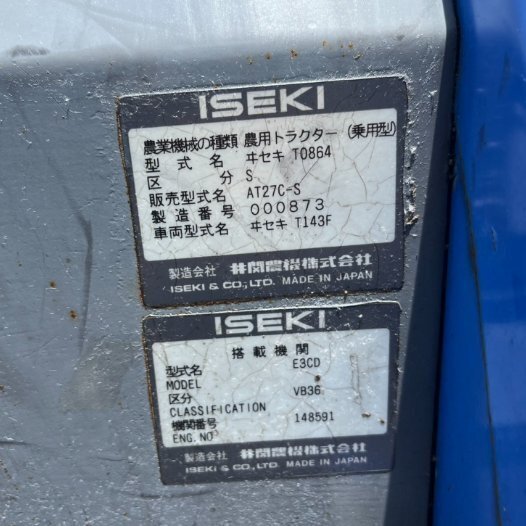 ISEKI
農業機械の種類 農用トラクター (乗用型)
型式名 ヰセキ T0864
区分 S
販売型式名 AT27C-S
製造番号 000873
車両型式名 ヰセキ T143F
製造会社 井関農機株式会社
ISEKI & CO., LTD. MADE IN JAPAN
ISEKI
搭載機関
型式名 E3CD
MODEL
区分 VB36
CLASSIFICATION
機関番号 148591
ENG. NO
製造会社 井関農機株式会社
ISEKI & CO., LTD. MADE IN JAPAN